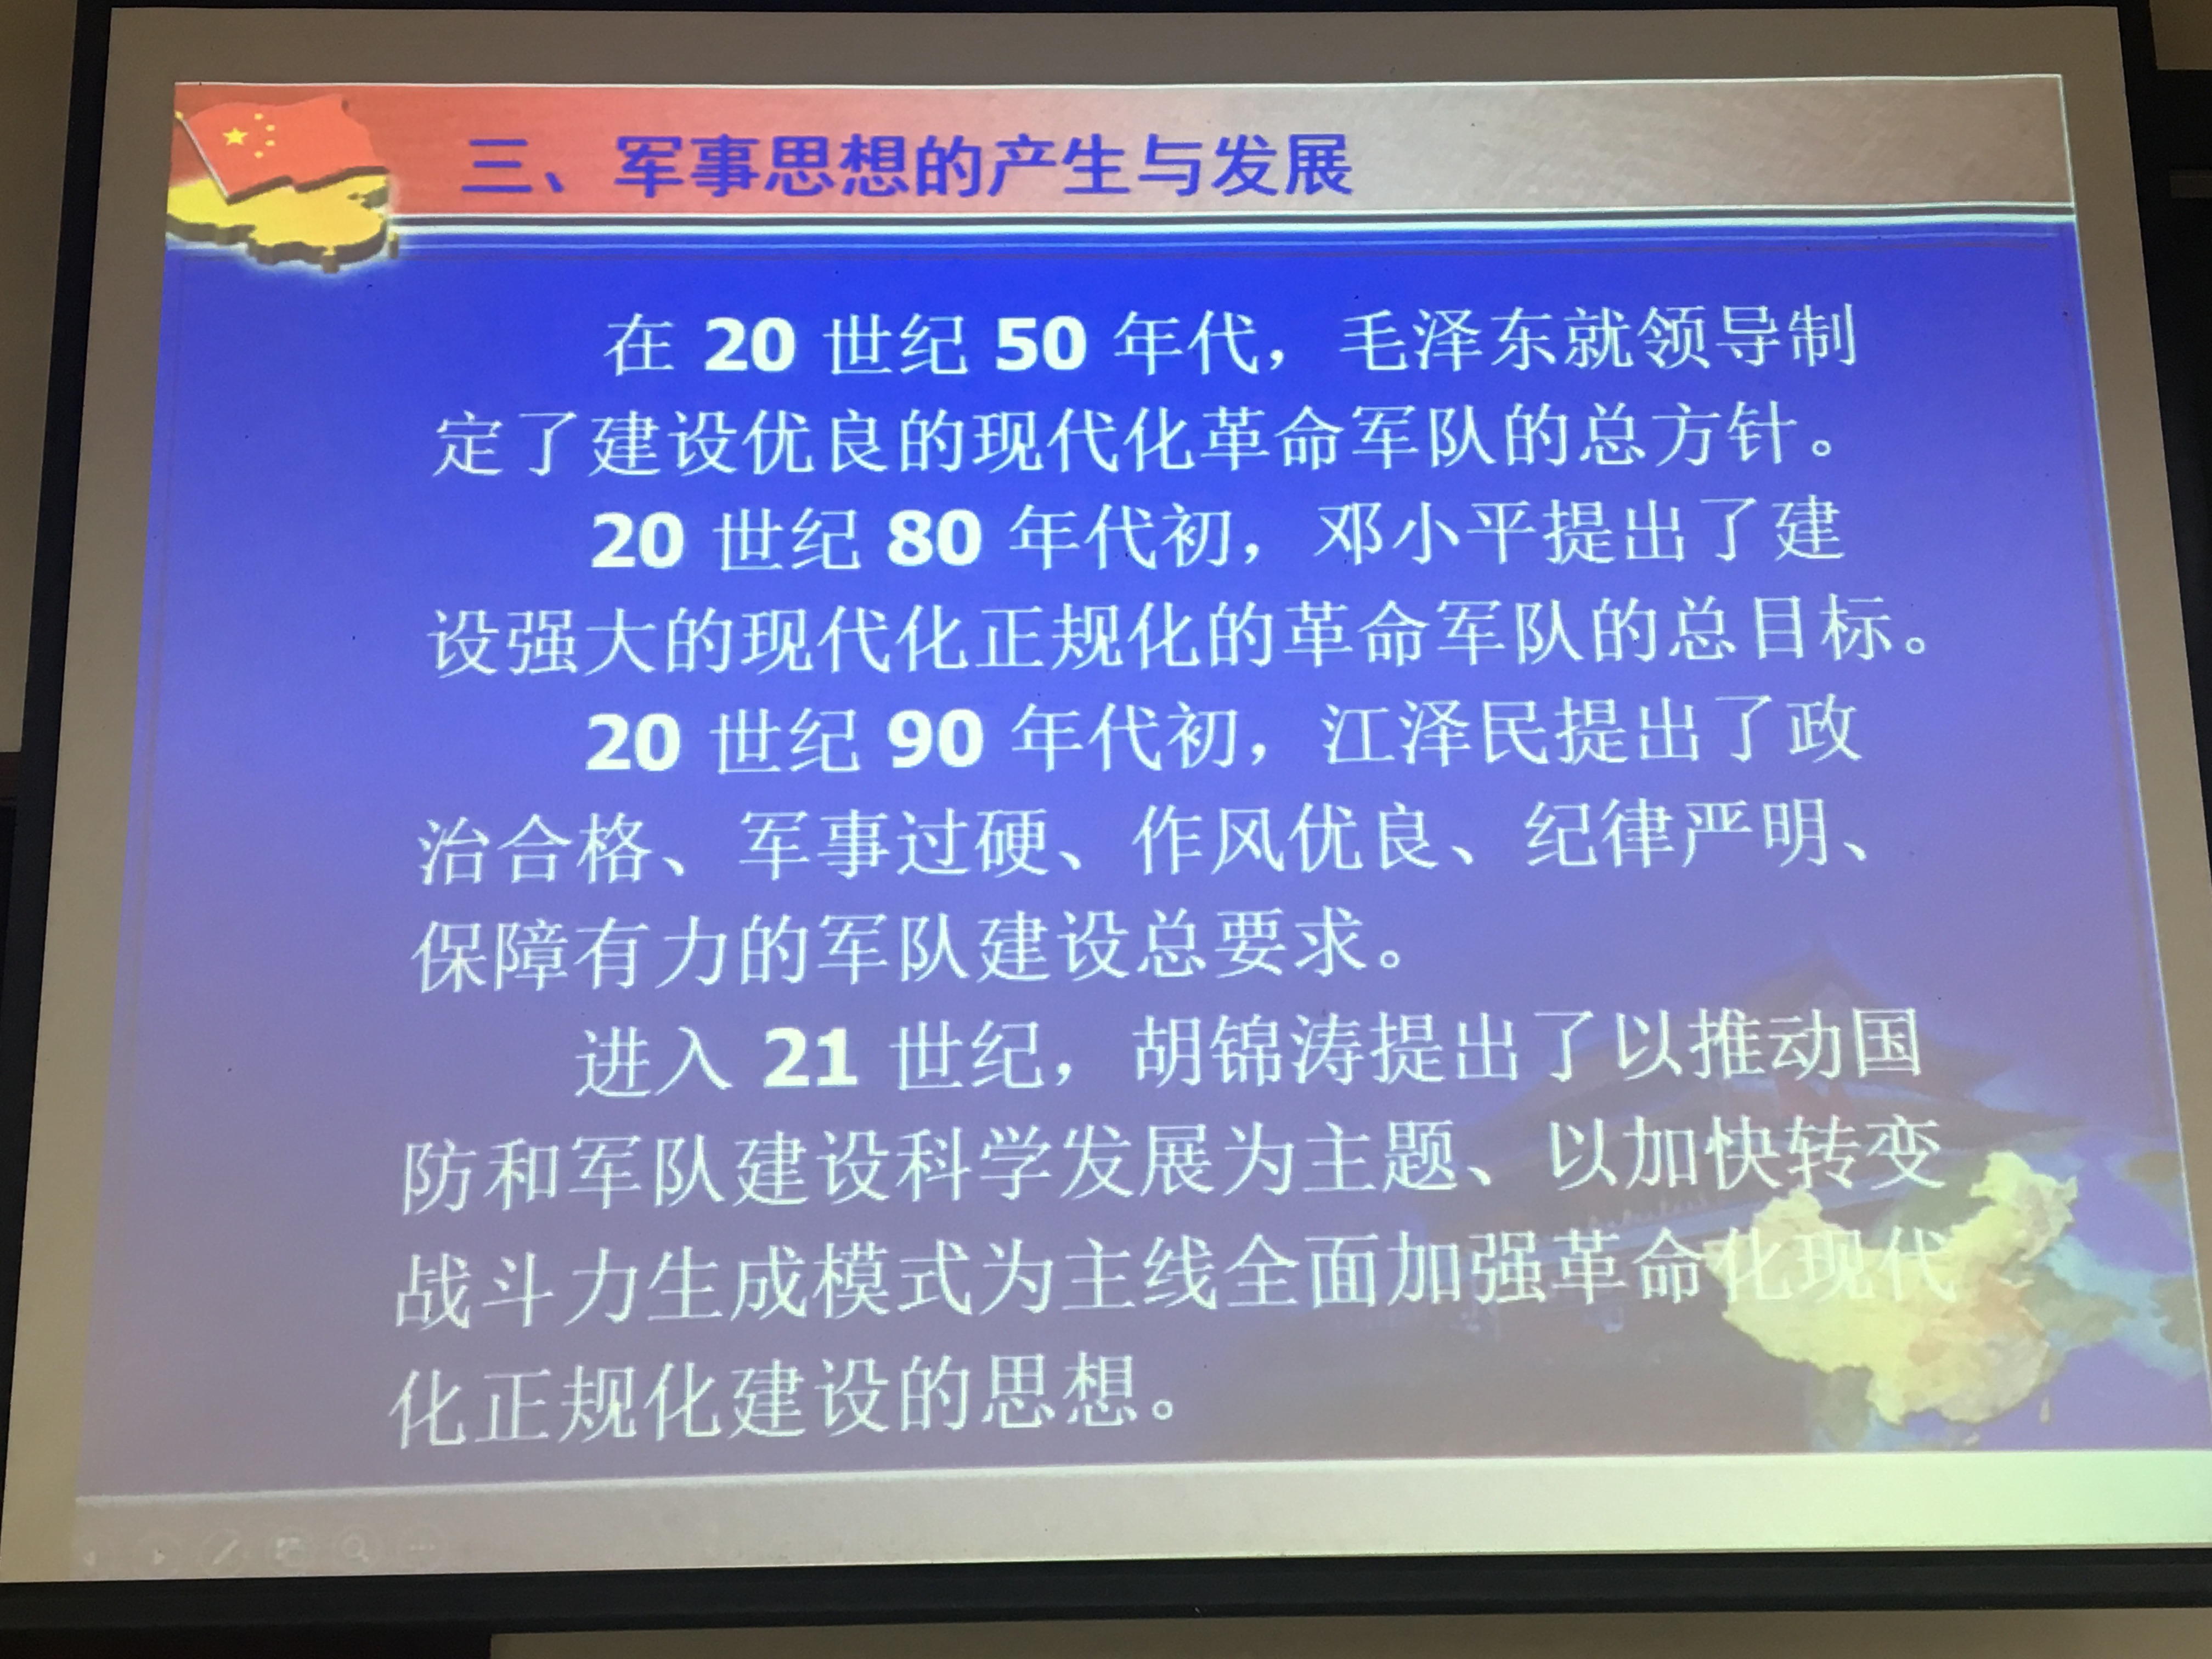 三、军事思想的产生与发展
在 20 世纪 50 年代，毛泽东就领导制
定了建设优良的现代化革命军队的总方针。
20 世纪 80 年代初，邓小平提出了建
设强大的现代化正规化的革命军队的总目标。
20 世纪 90 年代初，江泽民提出了政
治合格、军事过硬、作风优良、纪律严明、
保障有力的军队建设总要求。
进入 21 世纪，胡锦涛提出了以推动国
防和军队建设科学发展为主题、以加快转变
战斗力生成模式为主线全面加强革命化现代
化正规化建设的思想。